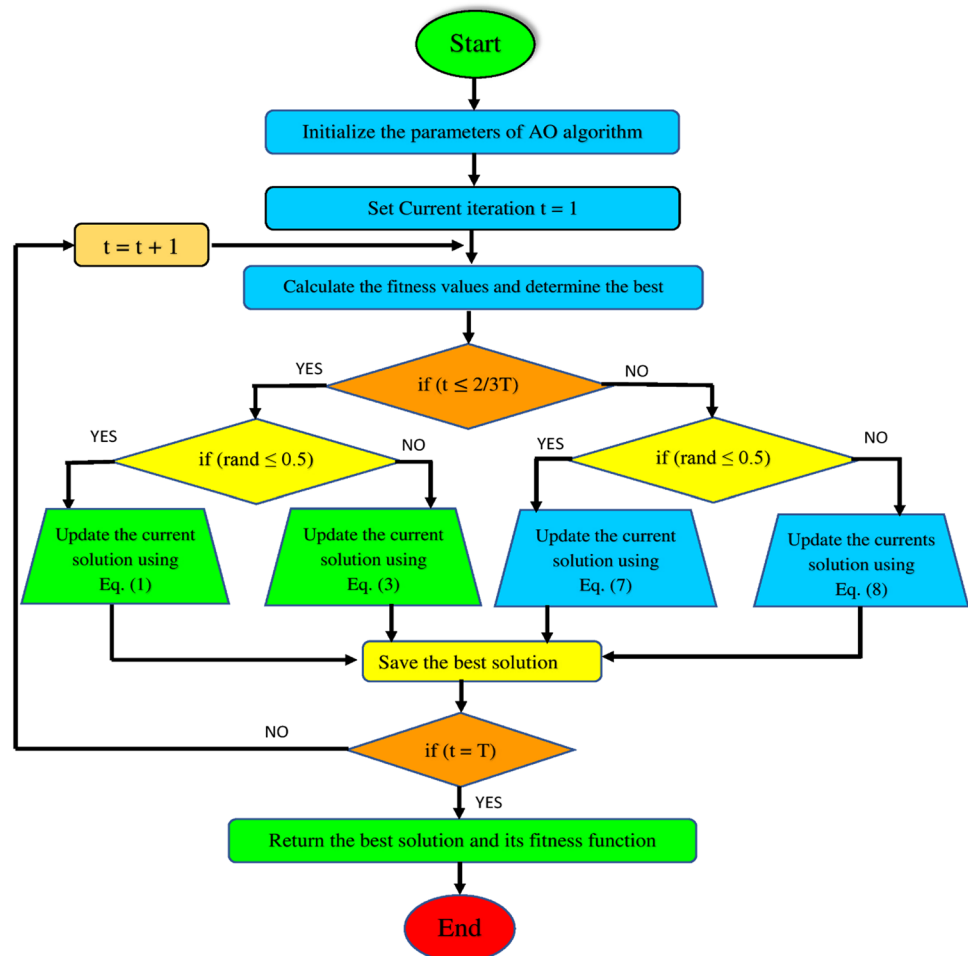 Start
Initialize the parameters of AO algorithm
Set Current iteration t = 1
t = t + 1
Calculate the fitness values and determine the best
YES
if (t ≤ 2/3T)
NO
YES
if (rand ≤ 0.5)
NO
YES
if (rand ≤ 0.5)
NO
Update the current
solution using
Eq. (1)
Update the current
solution using
Eq. (3)
Update the current
solution using
Eq. (7)
Update the currents
solution using
Eq. (8)
Save the best solution
NO
if (t = T)
YES
Return the best solution and its fitness function
End